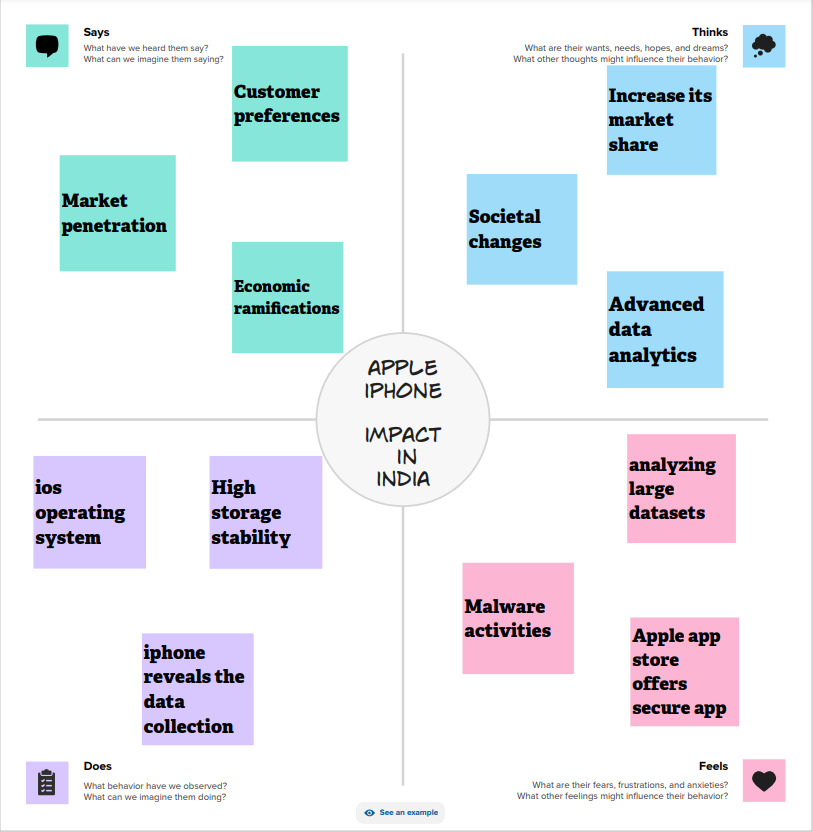 Says
What have we heard them say?
What can we imagine them saying?
Customer
preferences
Market
penetration
Economic
ramifications
Thinks
What are their wants, needs, hopes, and dreams?
What other thoughts might influence their behavior?
Increase its
market
share
Societal
changes
Advanced
data
analytics
APPLE
IPHONE
IMPACT
IN
INDIA
ios
operating
system
High
storage
stability
iphone
reveals the
data
collection
Does
What behavior have we observed?
What can we imagine them doing?
analyzing
large
datasets
Malware
activities
Apple app
store
offers
secure app
Feels
What are their fears, frustrations, and anxieties?
What other feelings might influence their behavior?
See an example